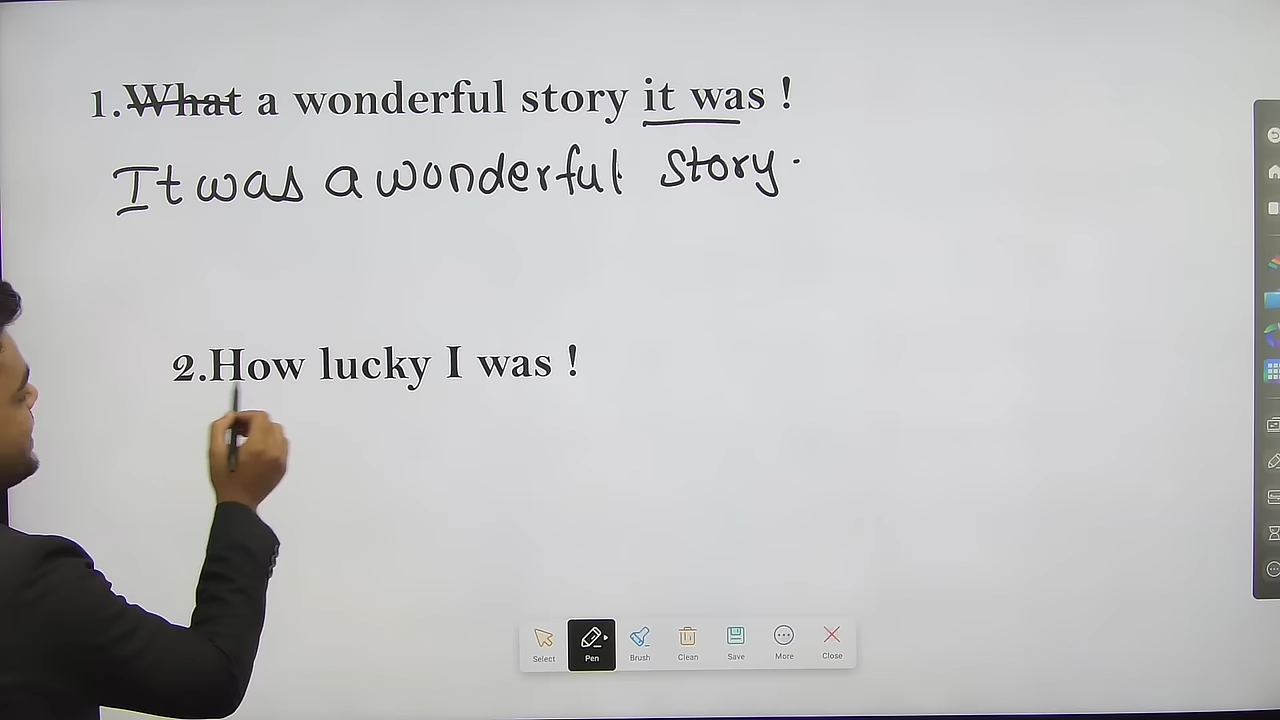 1.What a wonderful story it was !
It was a wonderful story.
2.How lucky I was !
Select Pen Brush Clean Save More Close